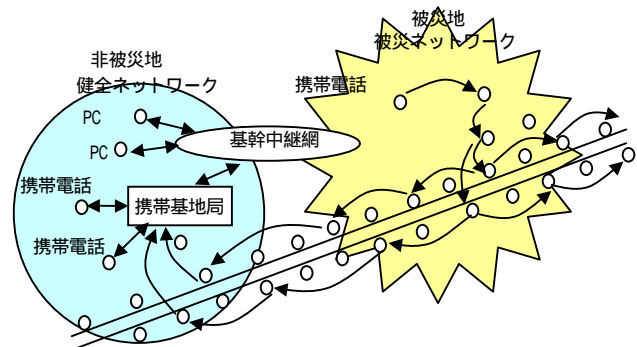 被災地
被災ネットワーク
非被災地
健全ネットワーク
携帯電話
PC
基幹中継網
PC
携帯電話
携帯基地局
携帯電話